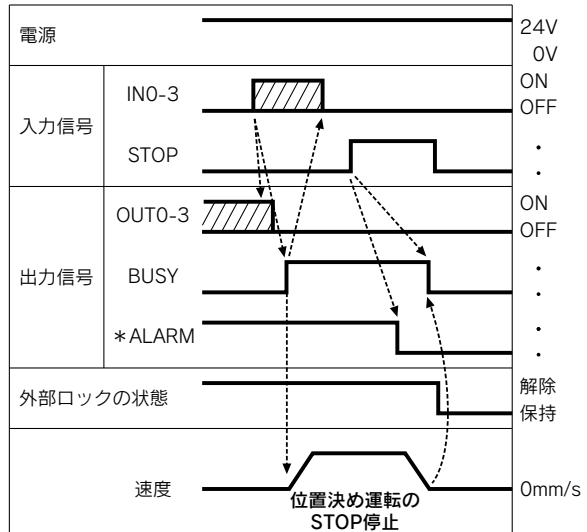 電源
24V
0V
入力信号
IN0-3
ON
OFF
STOP
・
・
出力信号
OUT0-3
ON
OFF
BUSY
・
・
＊ALARM
・
・
外部ロックの状態
解除
保持
速度
0mm/s
位置決め運転の
STOP停止